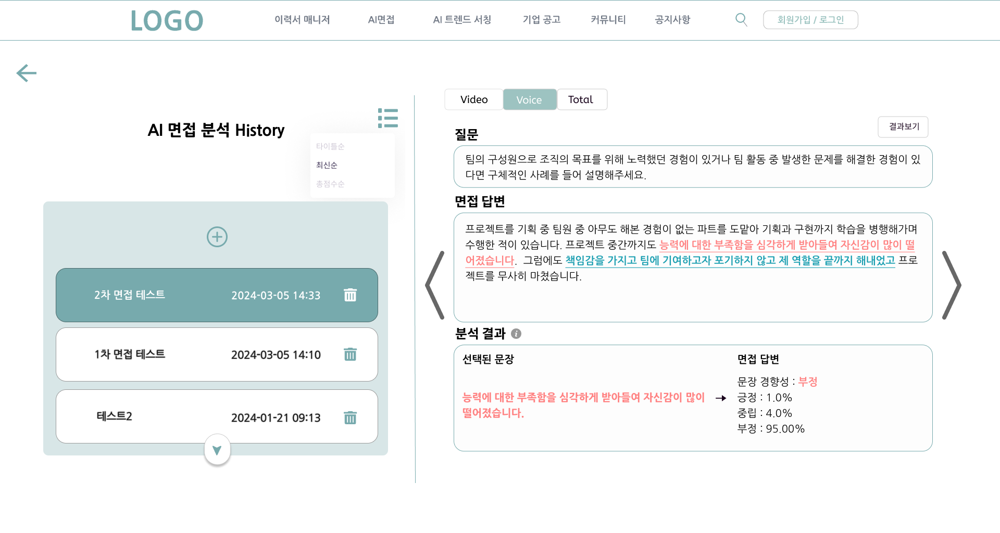 LOGO
이력서 매니저
AI면접
AI 트렌드 서칭
기업 공고
커뮤니티
공지사항
회원가입 / 로그인
AI 면접 분석 History
타이틀순
최신순
총점수순
2차 면접 테스트
2024-03-05 14:33
1차 면접 테스트
2024-03-05 14:10
테스트2
2024-01-21 09:13
Video
Voice
Total
결과보기
질문
팀의 구성원으로 조직의 목표를 위해 노력했던 경험이 있거나 팀 활동 중 발생한 문제를 해결한 경험이 있
다면 구체적인 사례를 들어 설명해주세요.
면접 답변
프로젝트를 기획 중 팀원 중 아무도 해본 경험이 없는 파트를 도맡아 기획과 구현까지 학습을 병행해가며
수행한 적이 있습니다. 프로젝트 중간까지도 능력에 대한 부족함을 심각하게 받아들여 자신감이 많이 떨
어졌습니다. 그럼에도 책임감을 가지고 팀에 기여하고자 포기하지 않고 제 역할을 끝까지 해내었고 프로
젝트를 무사히 마쳤습니다.
분석 결과
선택된 문장
능력에 대한 부족함을 심각하게 받아들여 자신감이 많이
떨어졌습니다.
면접 답변
문장 경향성 : 부정
긍정 : 1.0%
중립 : 4.0%
부정 : 95.00%